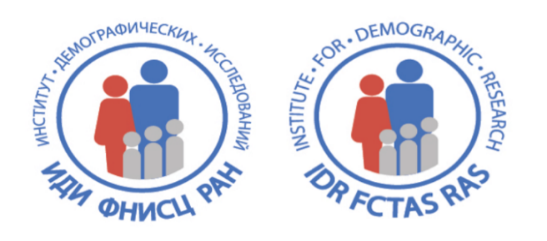 ИНСТИТУТ · ДЕМОГРАФИЧЕСКИХ · ИССЛЕДОВАНИЙ
ИДИ ФНИСЦ РАН
INSTITUTE · FOR · DEMOGRAPHIC · RESEARCH
IDR FCTAS RAS